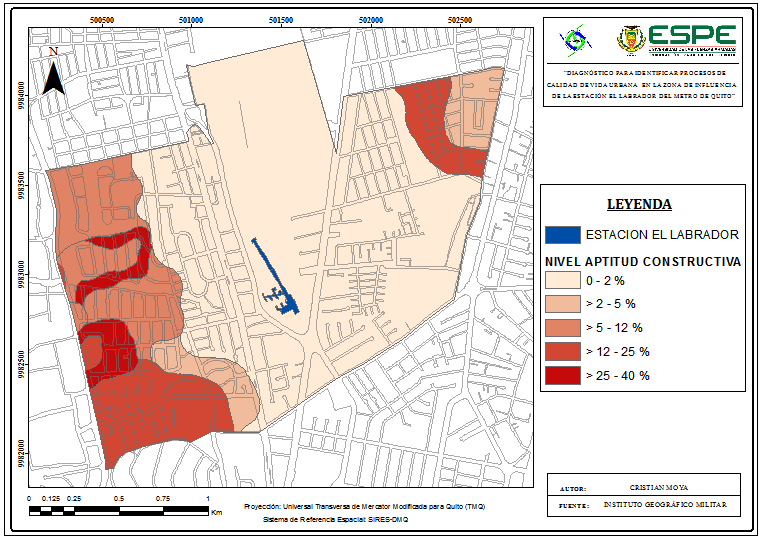 500500 501000 501500 502000 502500
N
9984000
9983500
9983000
9982500
9982000
ESPE
"DIAGNÓSTICO PARA IDENTIFICAR PROCESOS DE
CALIDAD DE VIDA URBANA EN LA ZONA DE INFLUENCIA
DE LA ESTACIÓN EL LABRADOR DEL METRO DE QUITO"
LEYENDA
ESTACION EL LABRADOR
NIVEL APTITUD CONSTRUCTIVA
0 - 2 %
> 2 - 5 %
> 5 - 12 %
> 12 - 25 %
> 25 - 40 %
AUTOR: CRISTIAN MOYA
FUENTE: INSTITUTO GEOGRÁFICO MILITAR
0 0.125 0.25 0.5 0.75 1
Km
Proyección: Universal Transversa de Mercator Modificada para Quito (TMQ)
Sistema de Referencia Espacial: SIRES-DMQ